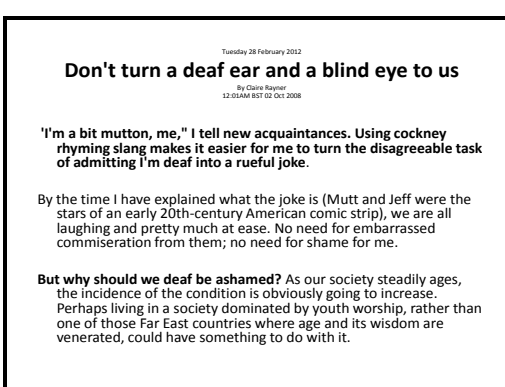 Tuesday 28 February 2012
Don't turn a deaf ear and a blind eye to us
By Claire Rayner
12:01AM BST 02 Oct 2008
'I'm a bit mutton, me," I tell new acquaintances. Using cockney
rhyming slang makes it easier for me to turn the disagreeable task
of admitting I'm deaf into a rueful joke.
By the time I have explained what the joke is (Mutt and Jeff were the
stars of an early 20th-century American comic strip), we are all
laughing and pretty much at ease. No need for embarrassed
commiseration from them; no need for shame for me.
But why should we deaf be ashamed? As our society steadily ages,
the incidence of the condition is obviously going to increase.
Perhaps living in a society dominated by youth worship, rather than
one of those Far East countries where age and its wisdom are
venerated, could have something to do with it.